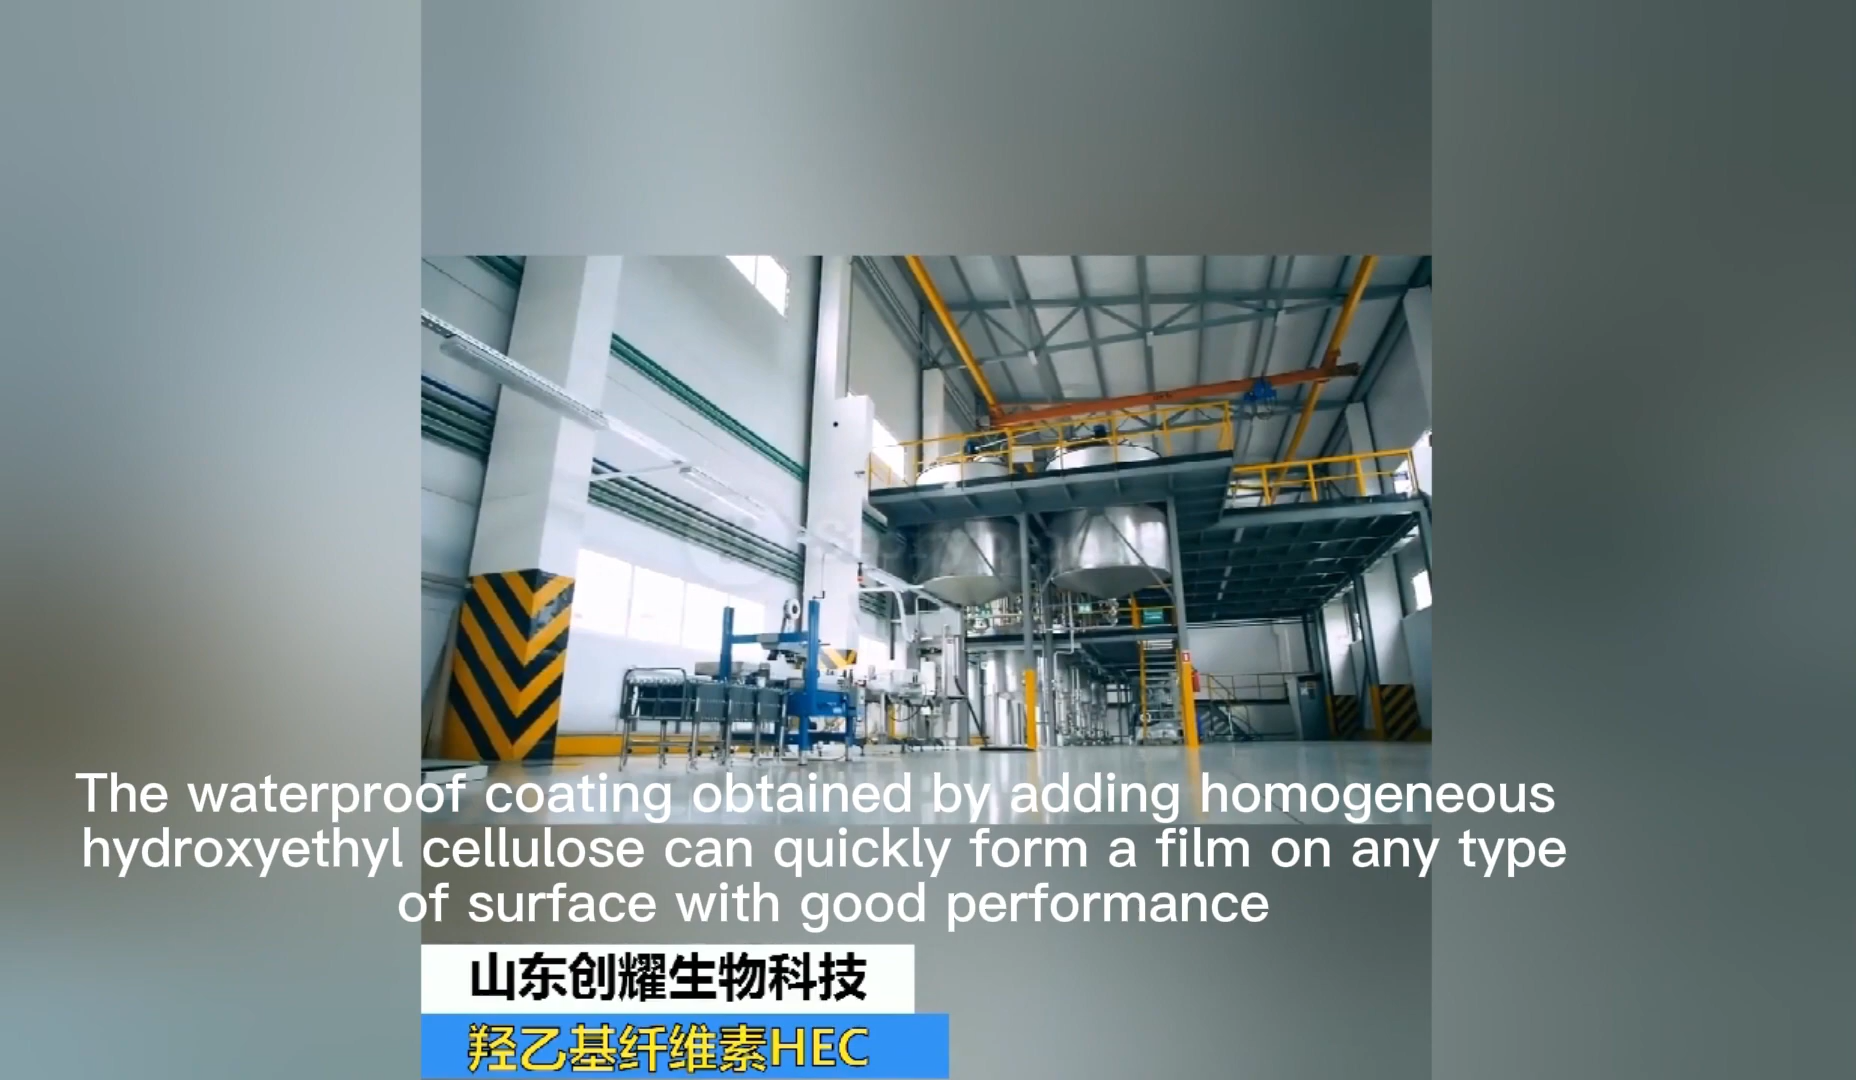 The waterproof coating obtained by adding homogeneous
hydroxyethyl cellulose can quickly form a film on any type
of surface with good performance
山东创耀生物科技
羟乙基纤维素HEC